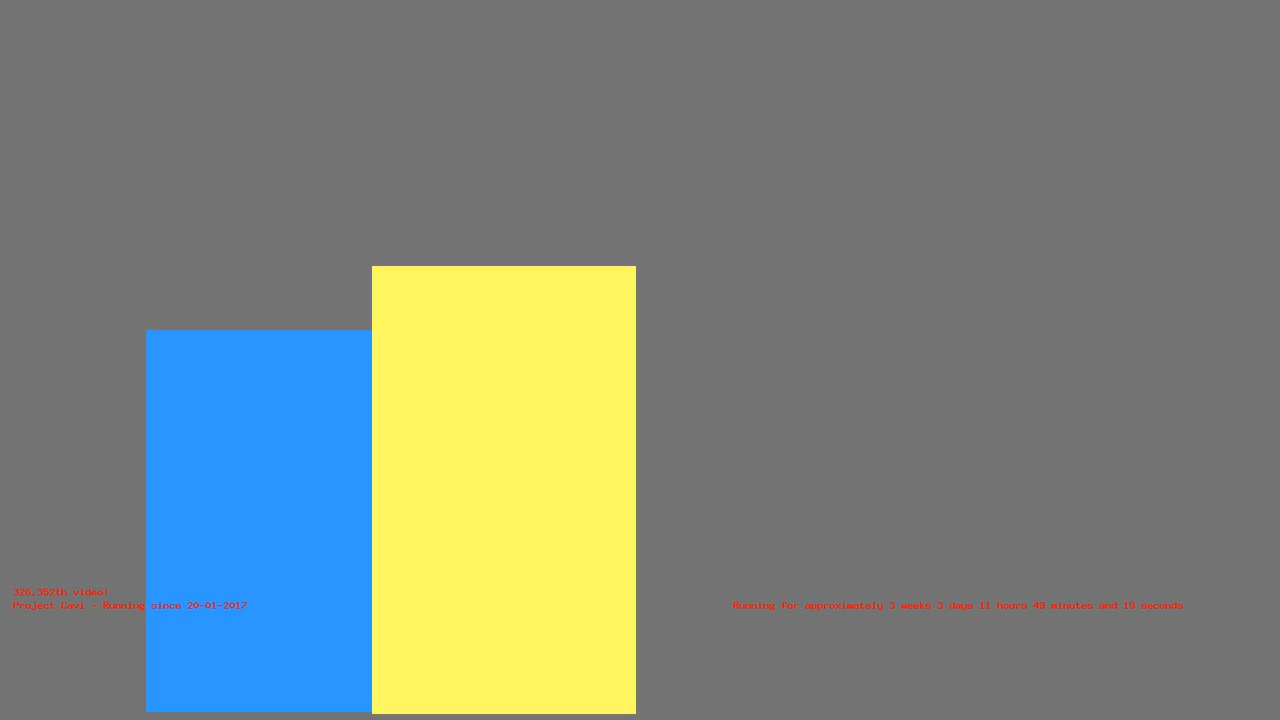 326,352th video!
Project Cavi - Running since 20-01-2017
Running for approximately 3 weeks 3 days 11 hours 49 minutes and 19 seconds